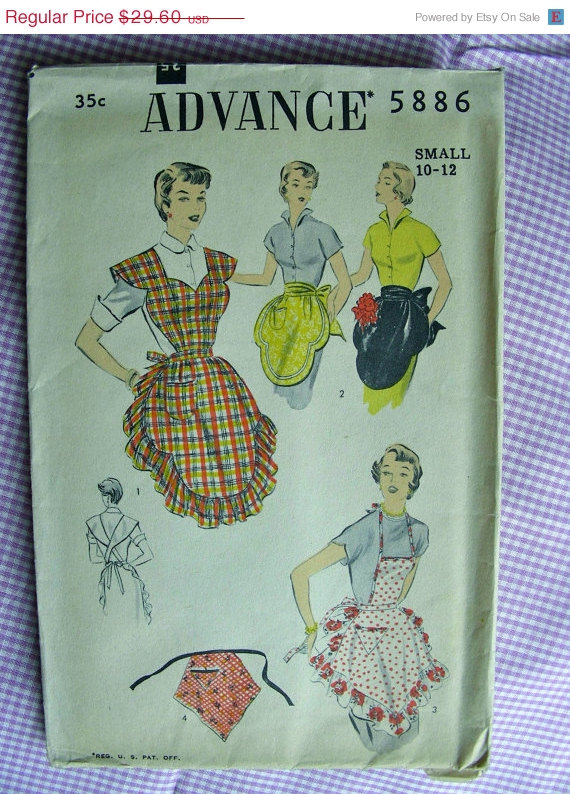 Regular Price $29.60 USD
Powered by Etsy On Sale E
25
35c
ADVANCE* 5886
SMALL
10-12
2
1
4
3
*REG. U. S. PAT. OFF.